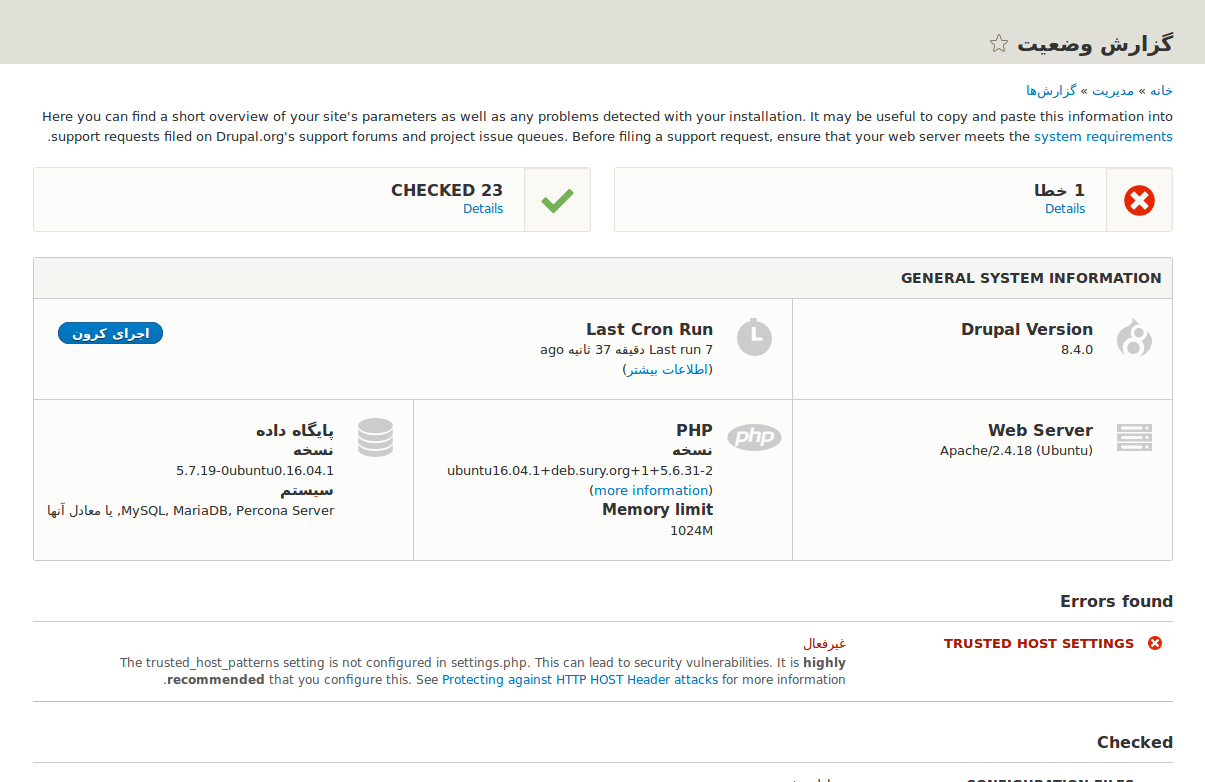 گزارش وضعیت
خانه » مدیریت » گزارش‌ها
Here you can find a short overview of your site's parameters as well as any problems detected with your installation. It may be useful to copy and paste this information into
support requests filed on Drupal.org's support forums and project issue queues. Before filing a support request, ensure that your web server meets the system requirements.
1 خطا
Details
CHECKED 23
Details
GENERAL SYSTEM INFORMATION
Drupal Version
8.4.0
Last Cron Run
Last run 7 دقیقه 37 ثانیه ago
(اطلاعات بیشتر)
اجرای کرون
Web Server
Apache/2.4.18 (Ubuntu)
php
PHP
نسخه
ubuntu16.04.1+deb.sury.org+1+5.6.31-2
(more information)
Memory limit
1024M
پایگاه داده
نسخه
5.7.19-0ubuntu0.16.04.1
سیستم
MySQL, MariaDB, Percona Server, یا معادل آنها
Errors found
TRUSTED HOST SETTINGS
غیرفعال
The trusted_host_patterns setting is not configured in settings.php. This can lead to security vulnerabilities. It is highly
recommended that you configure this. See Protecting against HTTP HOST Header attacks for more information.
Checked